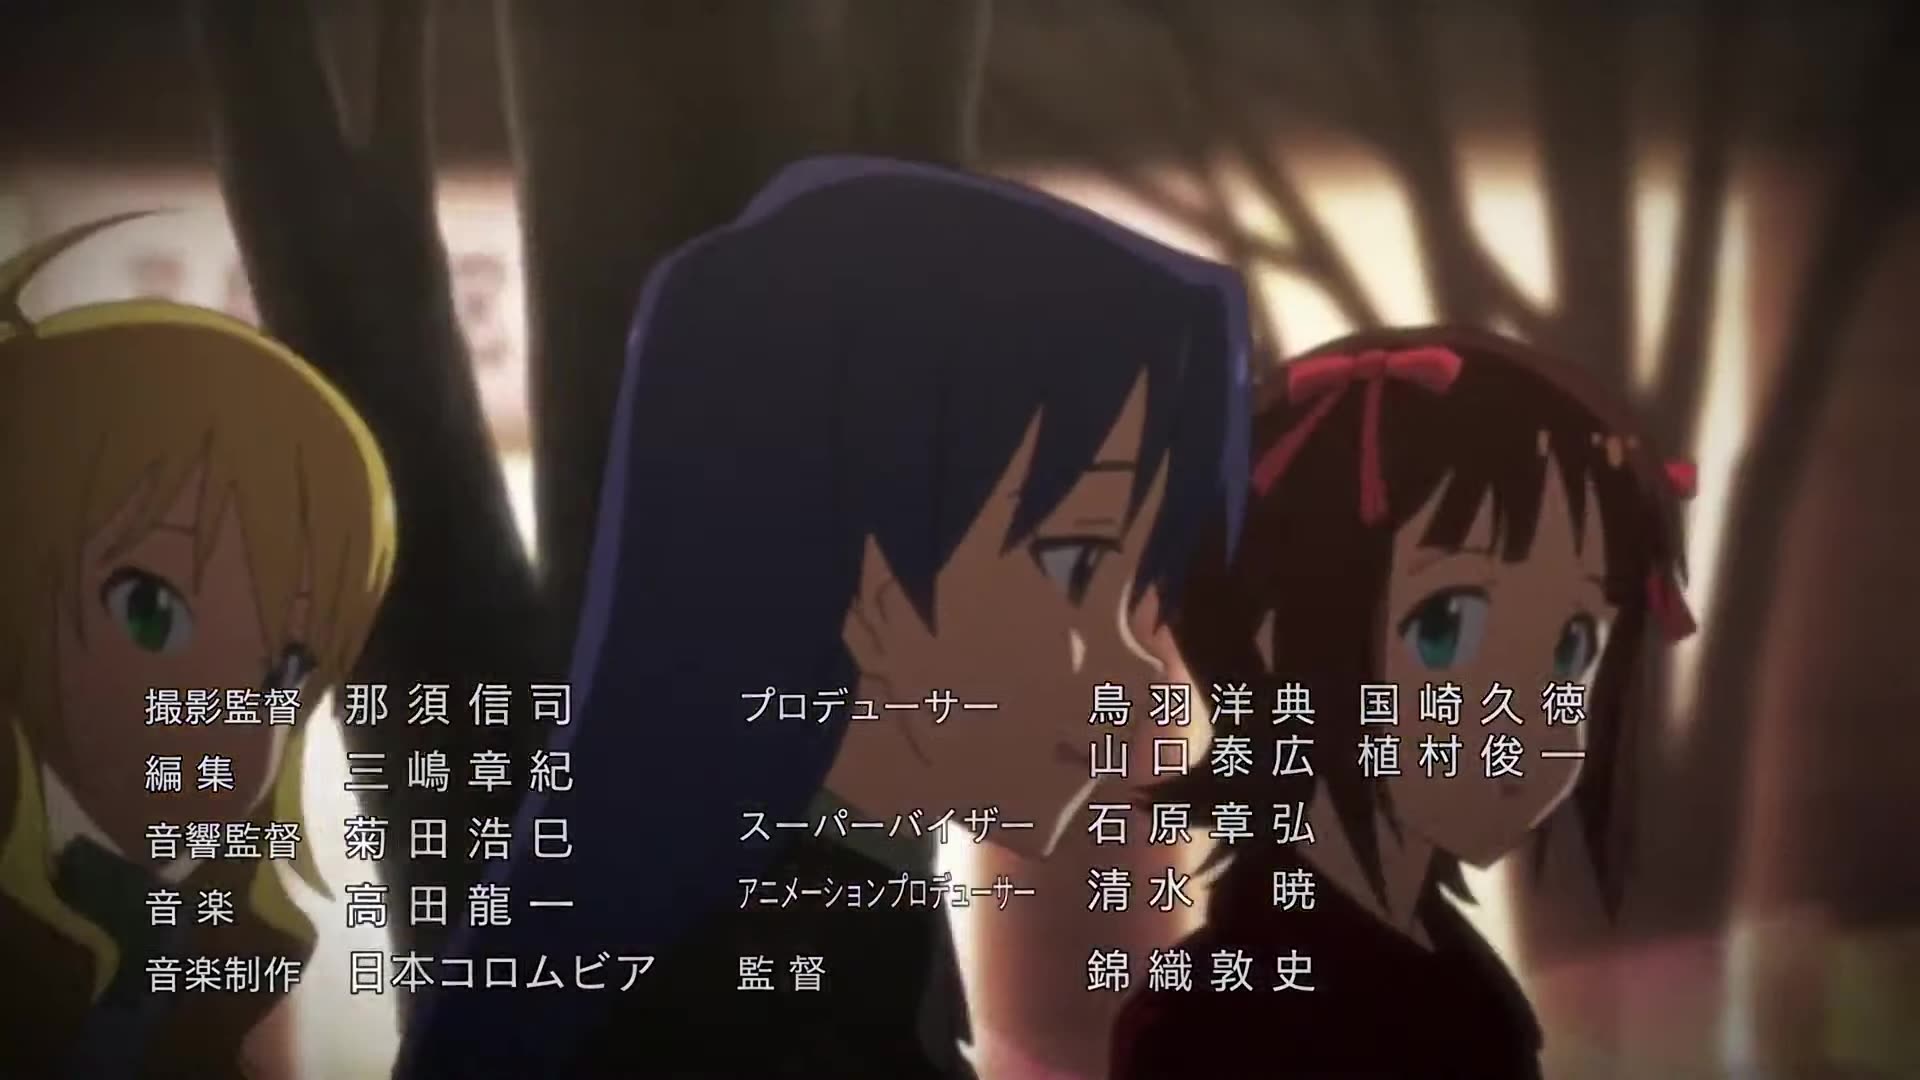 撮影監督 那須信司
編集 三嶋章紀
音響監督 菊田浩巳
音楽 高田龍一
音楽制作 日本コロムビア
プロデューサー 鳥羽洋典 国崎久徳
山口泰広 植村俊一
スーパーバイザー 石原章弘
アニメーションプロデューサー 清水 暁
監督 錦織敦史